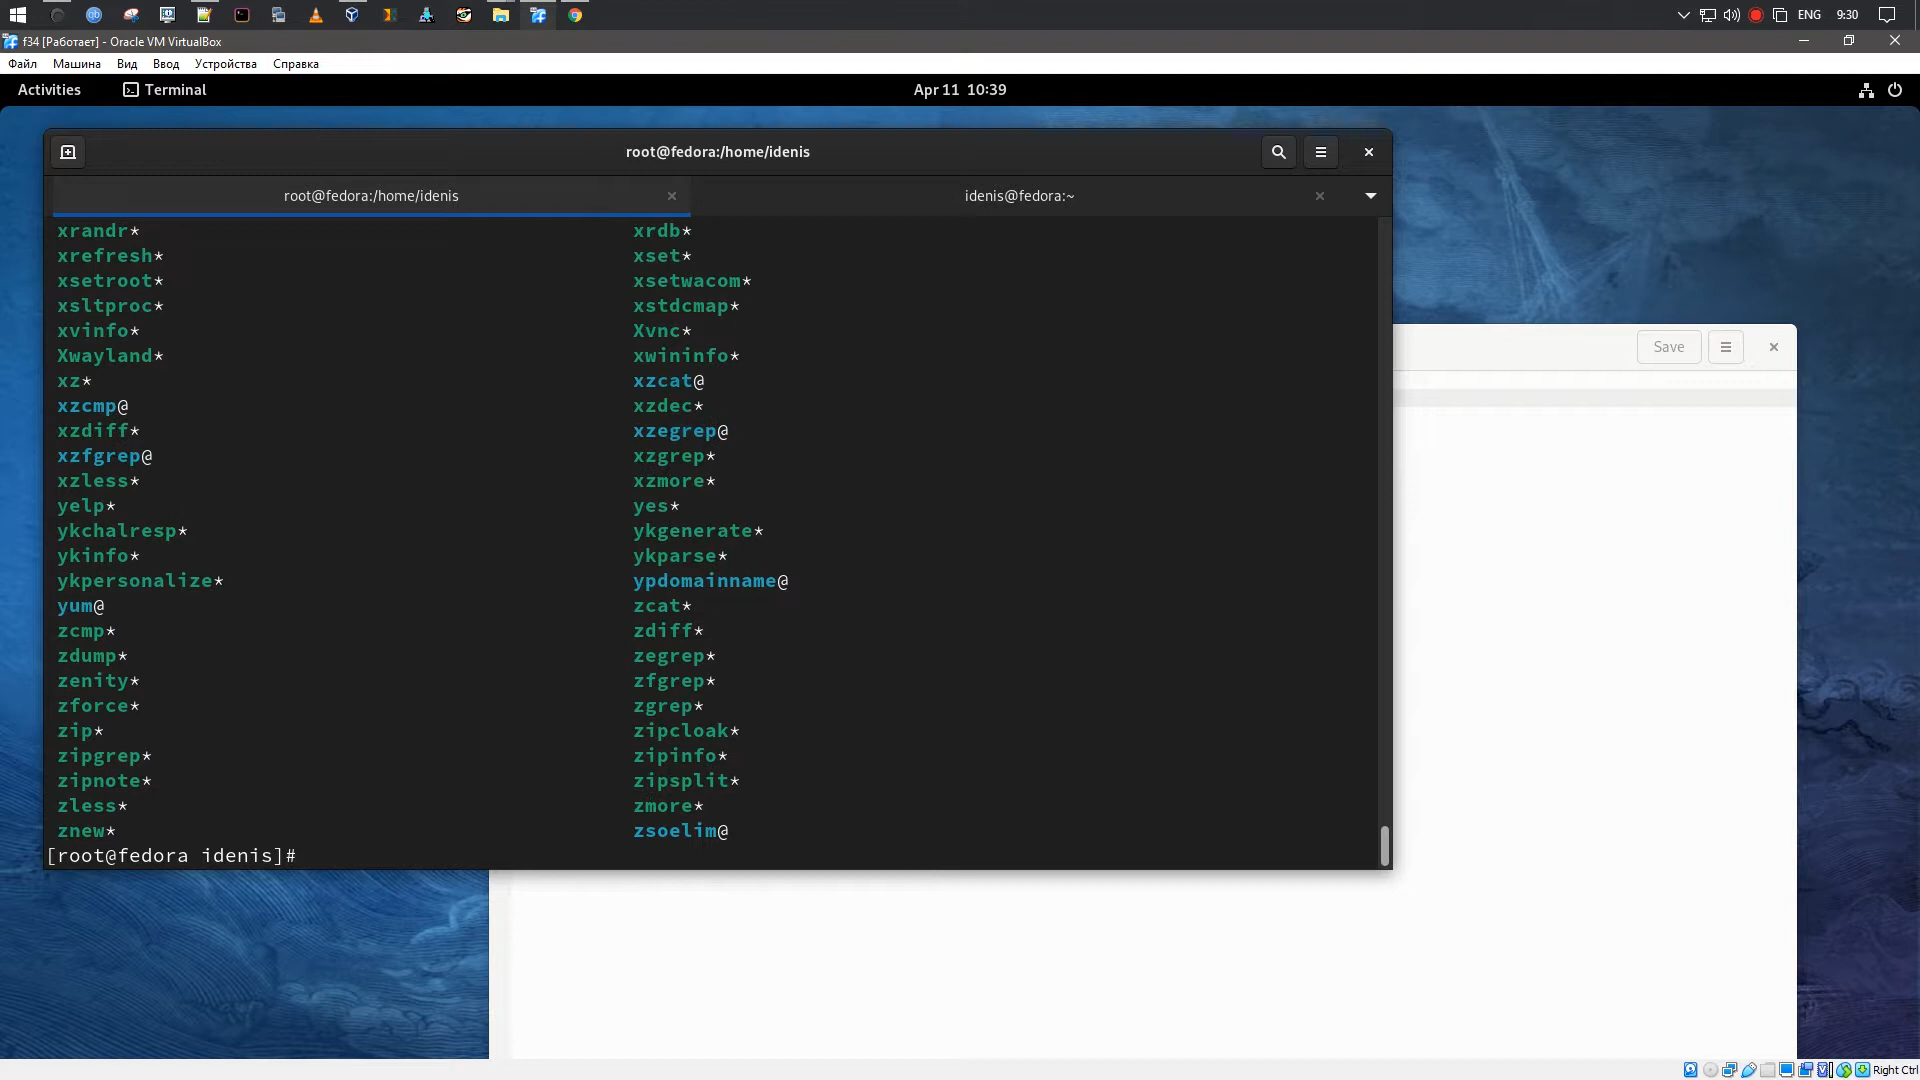 ENG 9:30
f34 [Работает] - Oracle VM VirtualBox
Файл Машина Вид Ввод Устройства Справка
Activities Terminal Apr 11 10:39
root@fedora:/home/idenis
root@fedora:/home/idenis idenis@fedora:~
xrandr* xrdb*
xrefresh* xset*
xsetroot* xsetwacom*
xsltproc* xstdcmap*
xvinfo* Xvnc*
Xwayland* xwininfo*
xz* xzcat@
xzcmp@ xzdec*
xzdiff* xzegrep@
xzfgrep@ xzgrep*
xzless* xzmore*
yelp* yes*
ykchalresp* ykgenerate*
ykinfo* ykparse*
ykpersonalize* ypdomainname@
yum@ zcat*
zcmp* zdiff*
zdump* zegrep*
zenity* zfgrep*
zforce* zgrep*
zip* zipcloak*
zipgrep* zipinfo*
zipnote* zipsplit*
zless* zmore*
znew* zsoelim@
[root@fedora idenis]#
Save
Right Ctrl